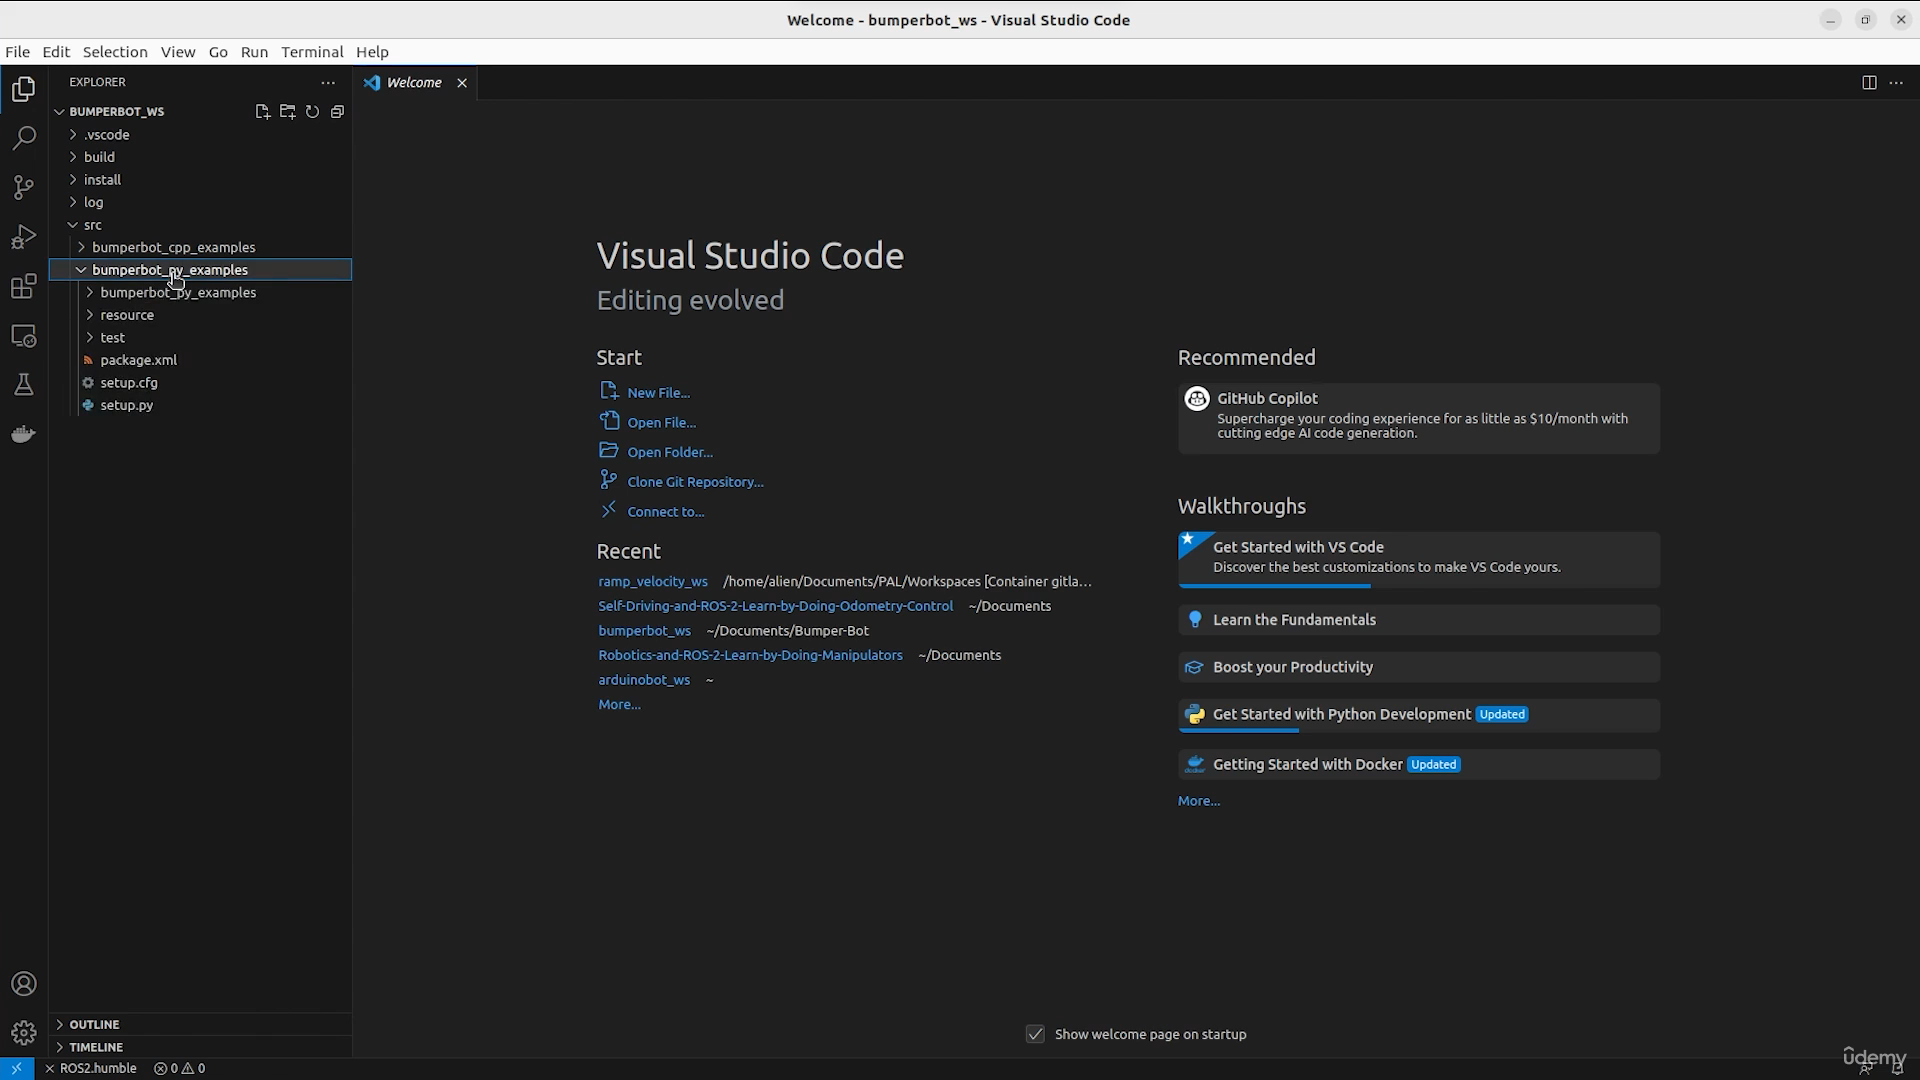 Welcome - bumperbot_ws - Visual Studio Code
File Edit Selection View Go Run Terminal Help
EXPLORER
Welcome
BUMPERBOT_WS
.vscode
build
install
log
src
bumperbot_cpp_examples
bumperbot_py_examples
bumperbot_py_examples
resource
test
package.xml
setup.cfg
setup.py
Visual Studio Code
Editing evolved
Start
New File...
Open File...
Open Folder...
Clone Git Repository...
Connect to...
Recent
ramp_velocity_ws /home/alien/Documents/PAL/Workspaces [Container gitla...
Self-Driving-and-ROS-2-Learn-by-Doing-Odometry-Control ~/Documents
bumperbot_ws ~/Documents/Bumper-Bot
Robotics-and-ROS-2-Learn-by-Doing-Manipulators ~/Documents
arduinobot_ws ~
More...
Recommended
GitHub Copilot
Supercharge your coding experience for as little as $10/month with
cutting edge AI code generation.
Walkthroughs
Get Started with VS Code
Discover the best customizations to make VS Code yours.
Learn the Fundamentals
Boost your Productivity
Get Started with Python Development Updated
Getting Started with Docker Updated
More...
Show welcome page on startup
OUTLINE
TIMELINE
ROS2.humble 0 0
udemy